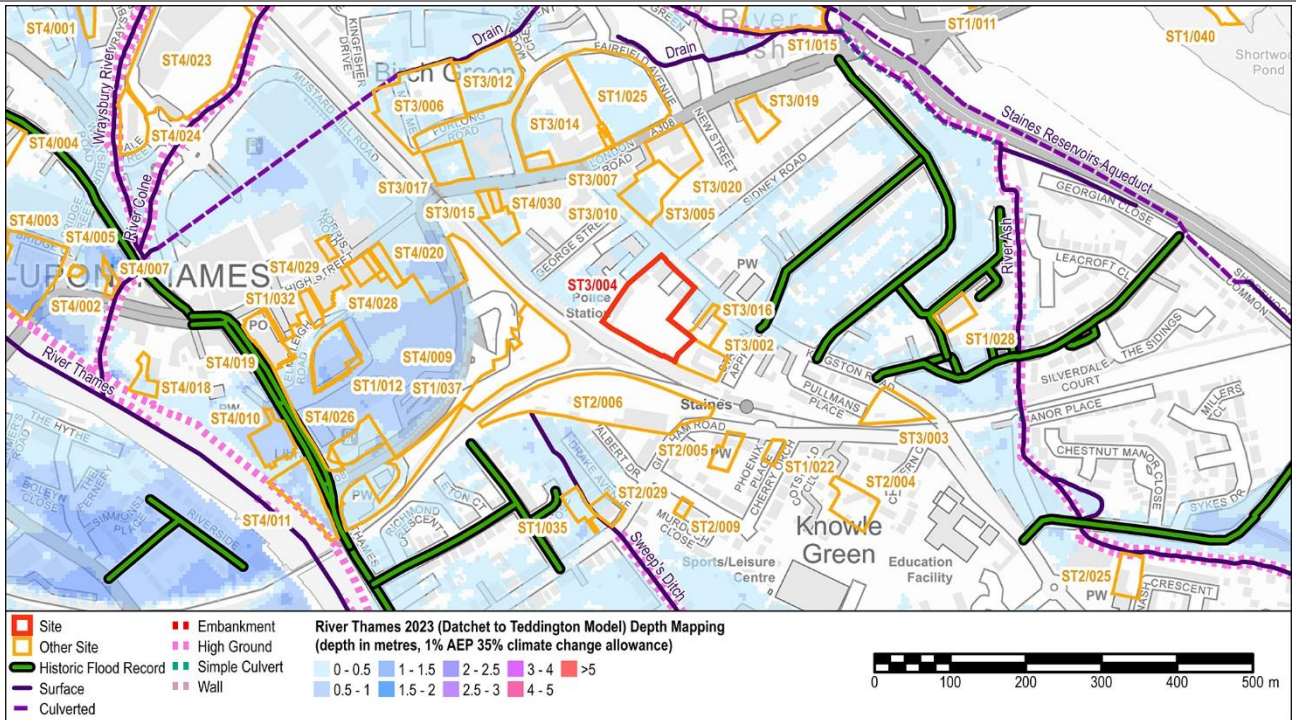 ST4/001
ST4/023
ST4/024
ST4/004
ST4/003
ST4/005
ST4/007
ST4/002
Wraysbury River
River Colne
KINGFISHER
DRIVE
MUSTARD MILL ROAD
Drain
Birch Green
ST3/006
ST3/012
FURLONG
ROAD
ST3/014
ST1/025
FAIRFIELD AVENUE
Drain
River
Ash
ST1/015
ST1/011
ST1/040
Shortwood
Pond
A308
LONDON
ROAD
NEW STREET
ST3/019
SIDNEY ROAD
ST3/017
ST3/007
ST3/020
ST3/015
ST4/030
ST3/010
ST3/005
GEORGE STREET
Staines Reservoirs Aqueduct
GEORGIAN CLOSE
River Ash
LEACROFT CL
-UPON-THAMES
HIGH STREET
ST4/020
ST4/029
ST4/028
ST1/032
PO
ST4/019
ST4/009
ST1/012
ST1/037
ST4/018
ST4/010
ST4/026
ST4/011
River Thames
ST3/004
Police
Station
PW
ST3/016
ST3/002
ST1/028
KINGSTON ROAD
THE SIDINGS
SILVERDALE
COURT
PULLMANS
PLACE
MANOR PLACE
MILLERS
CL
ST2/006
Staines
ST3/003
ALBERT DR
DRAKE AVE
ST2/005
PW
PHOENIX
PLACE
CHERRY ORCH
ST1/022
ST2/004
CHESTNUT MANOR
CLOSE
SYKES DR
THE HYTHE
RIVERSIDE
PW
RICHMOND
CRESCENT
ETON CT
ST1/035
ST2/029
ST2/009
Sweep's Ditch
Knowle
Green
Sports/Leisure
Centre
Education
Facility
ST2/025
PW
CRESCENT
Site
Other Site
Historic Flood Record
Surface
Culverted
Embankment
High Ground
Simple Culvert
Wall
River Thames 2023 (Datchet to Teddington Model) Depth Mapping
(depth in metres, 1% AEP 35% climate change allowance)
0 - 0.5
1 - 1.5
2 - 2.5
3 - 4
>5
0.5 - 1
1.5 - 2
2.5 - 3
4 - 5
0
100
200
300
400
500 m